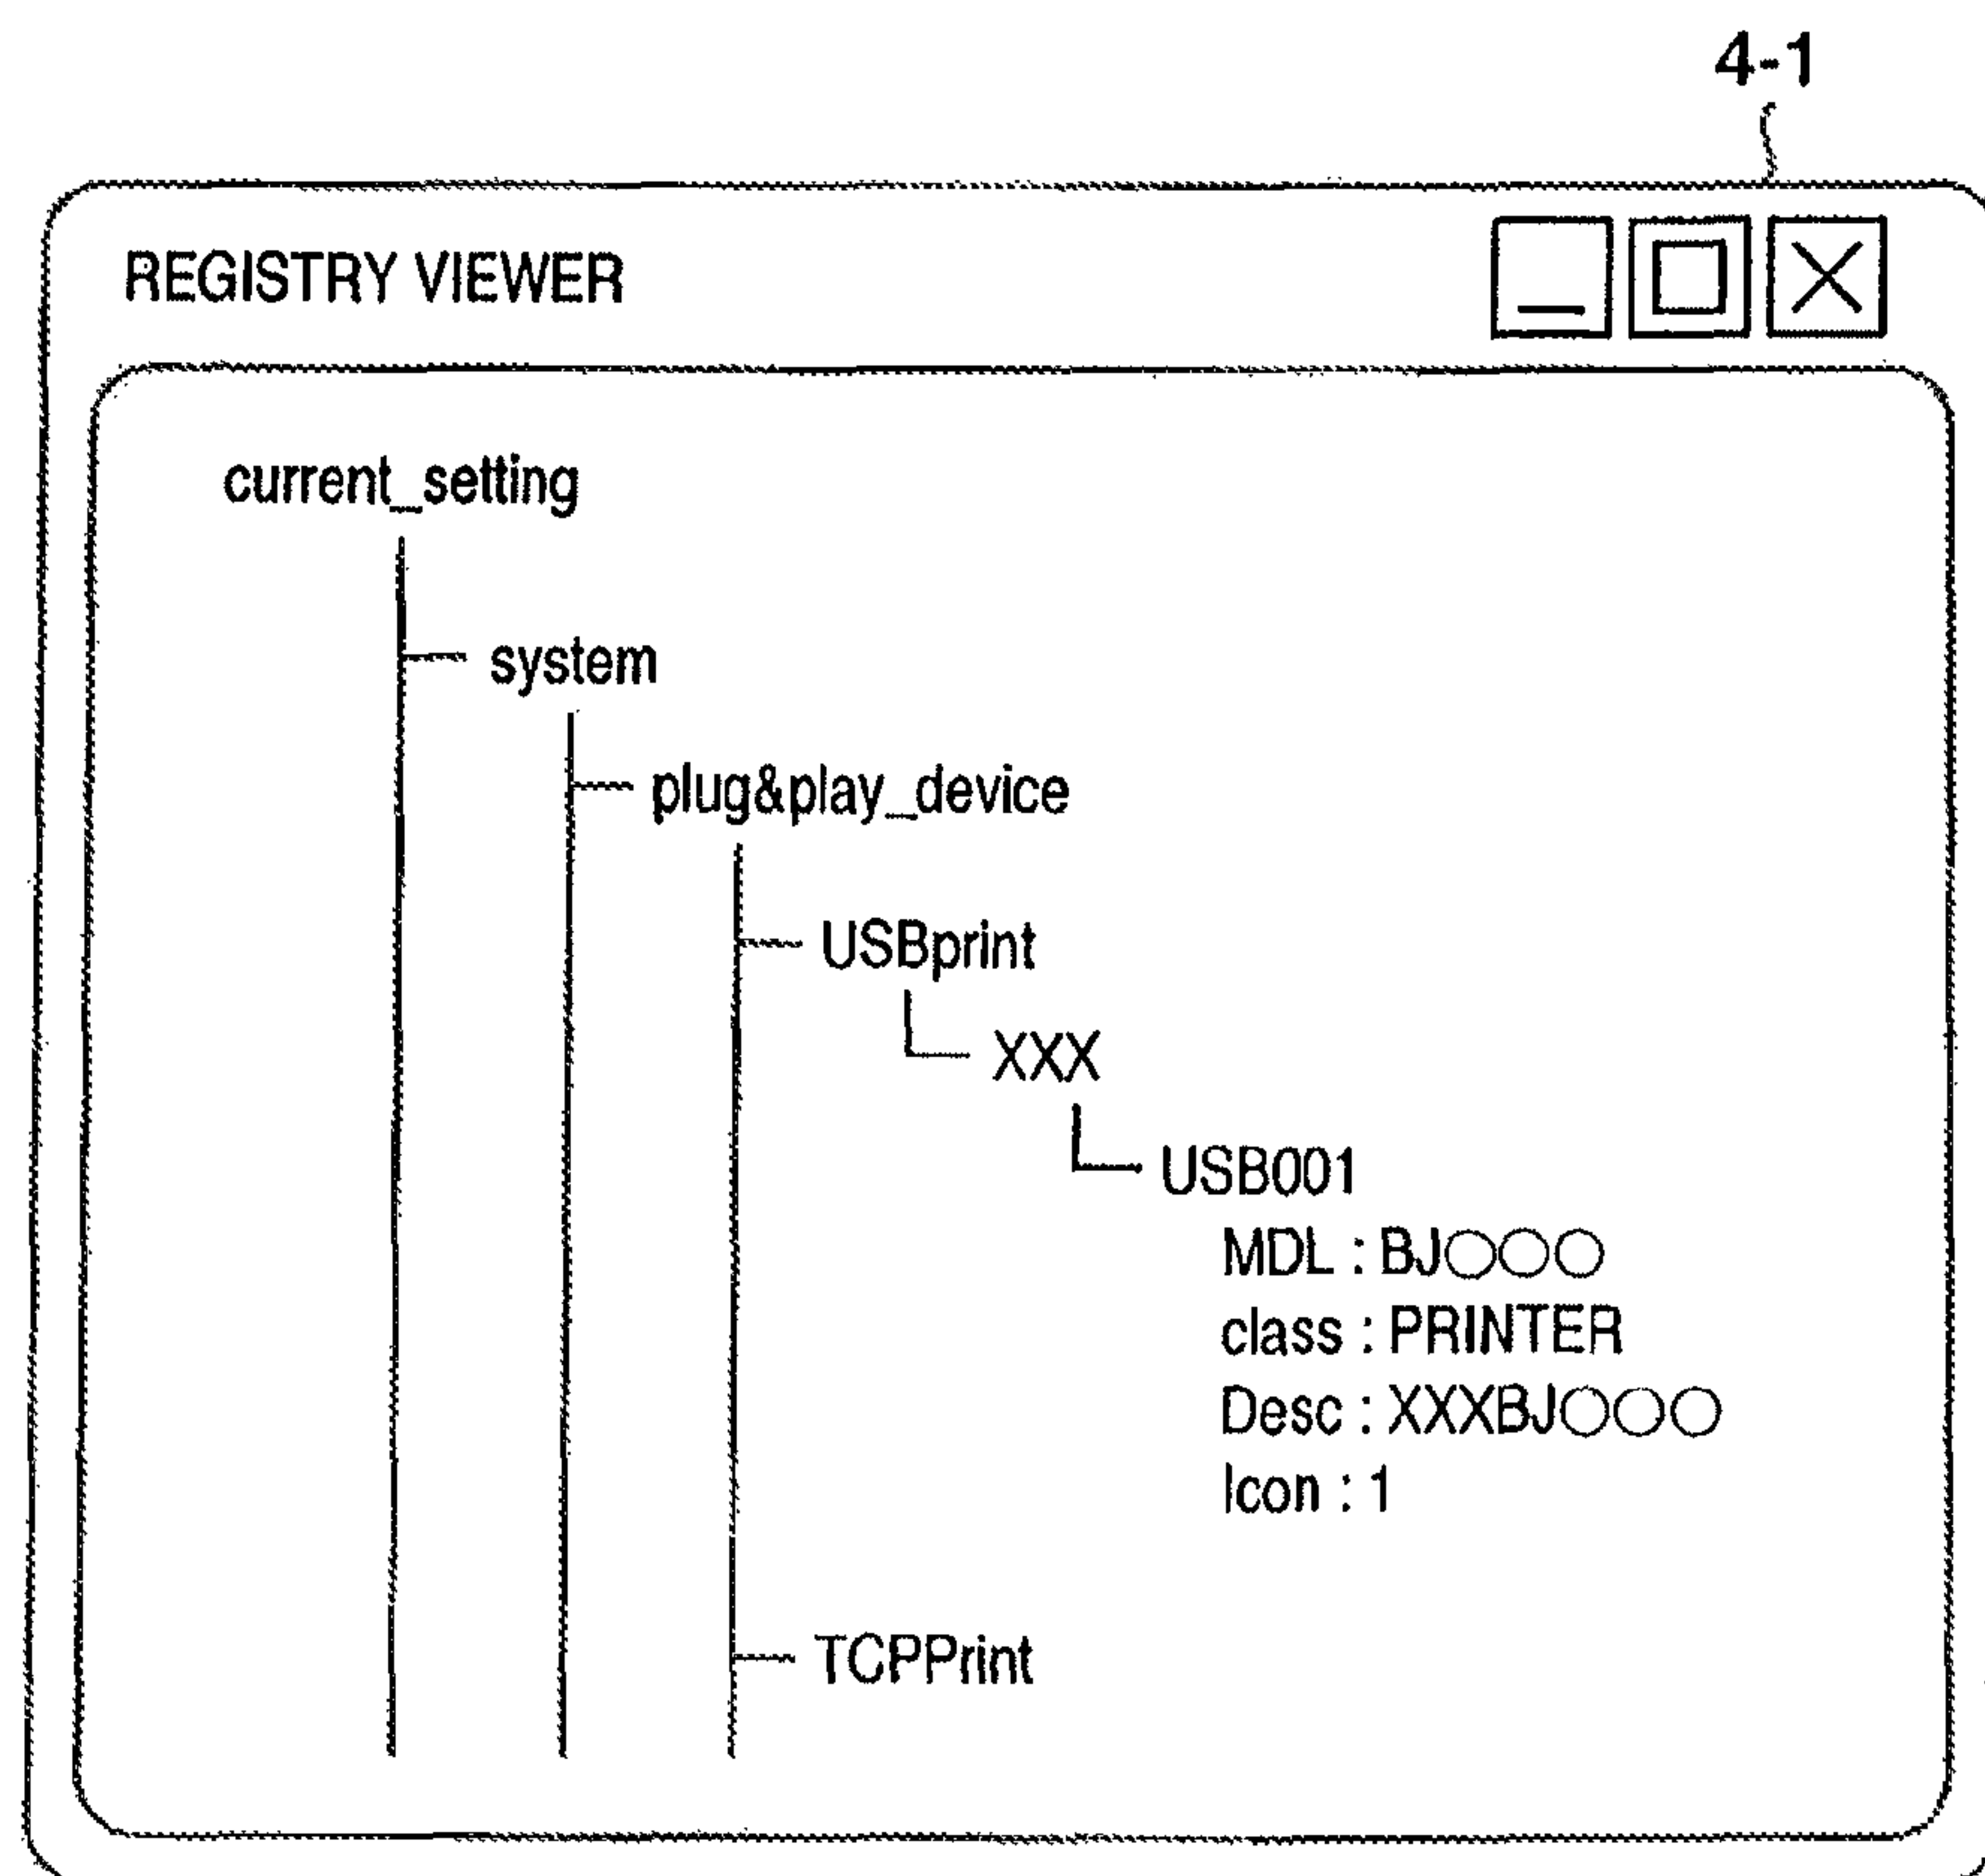 4-1
REGISTRY VIEWER
current_setting
system
plug&play_device
USBprint
XXX
USB001
MDL : BJ○○○
class : PRINTER
Desc : XXXBJ○○○
Icon : 1
TCPPrint